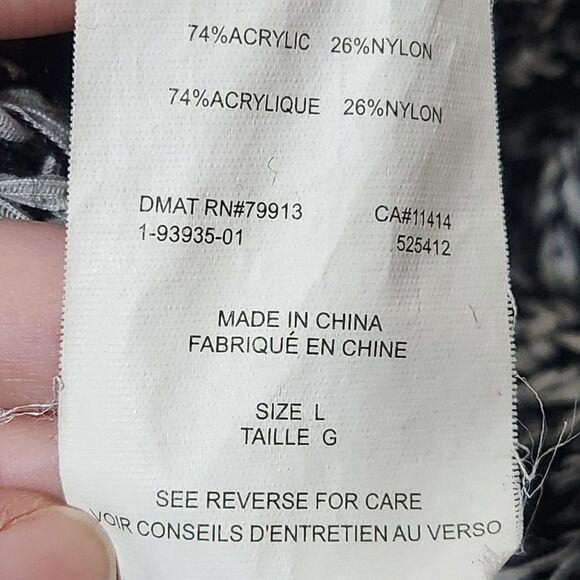 74%ACRYLIC 26%NYLON
74%ACRYLIQUE 26%NYLON
DMAT RN#79913 CA#11414
1-93935-01 525412
MADE IN CHINA
FABRIQUÉ EN CHINE
SIZE L
TAILLE G
SEE REVERSE FOR CARE
VOIR CONSEILS D'ENTRETIEN AU VERSO